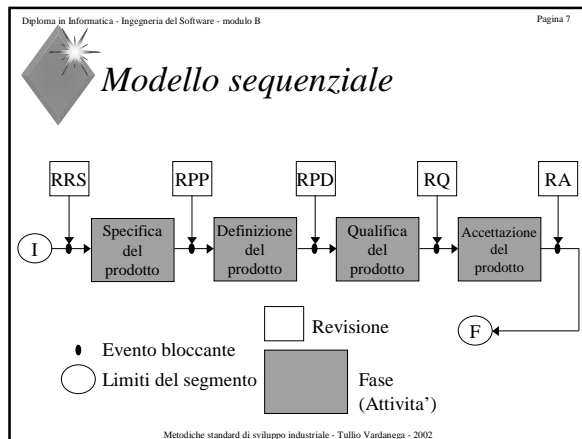 Diploma in Informatica - Ingegneria del Software - modulo B
Pagina 7
Modello sequenziale
RRS
RPP
RPD
RQ
RA
I
Specifica
del
prodotto
Definizione
del
prodotto
Qualifica
del
prodotto
Accettazione
del
prodotto
F
Revisione
Evento bloccante
Limiti del segmento
Fase
(Attivita’)
Metodiche standard di sviluppo industriale - Tullio Vardanega - 2002